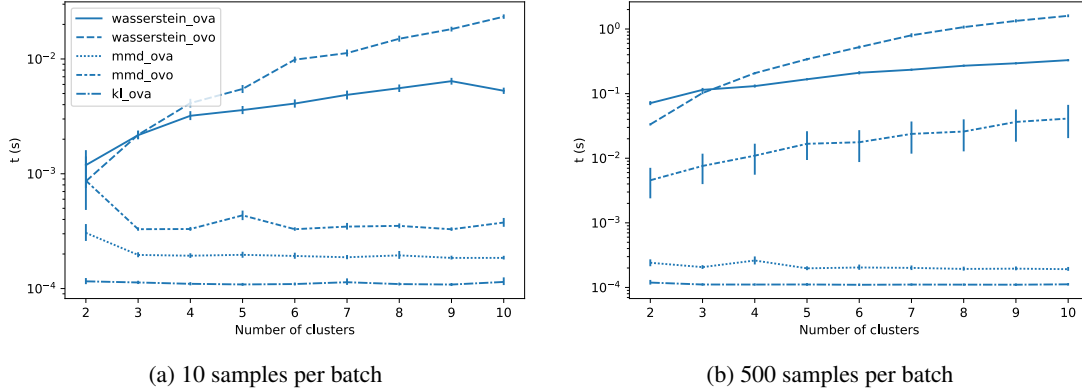 wasserstein_ova
wasserstein_ovo
mmd_ova
mmd_ovo
kl_ova
10⁻²
10⁻³
10⁻⁴
t (s)
2 3 4 5 6 7 8 9 10
Number of clusters
(a) 10 samples per batch
10⁰
10⁻¹
10⁻²
10⁻³
10⁻⁴
t (s)
2 3 4 5 6 7 8 9 10
Number of clusters
(b) 500 samples per batch